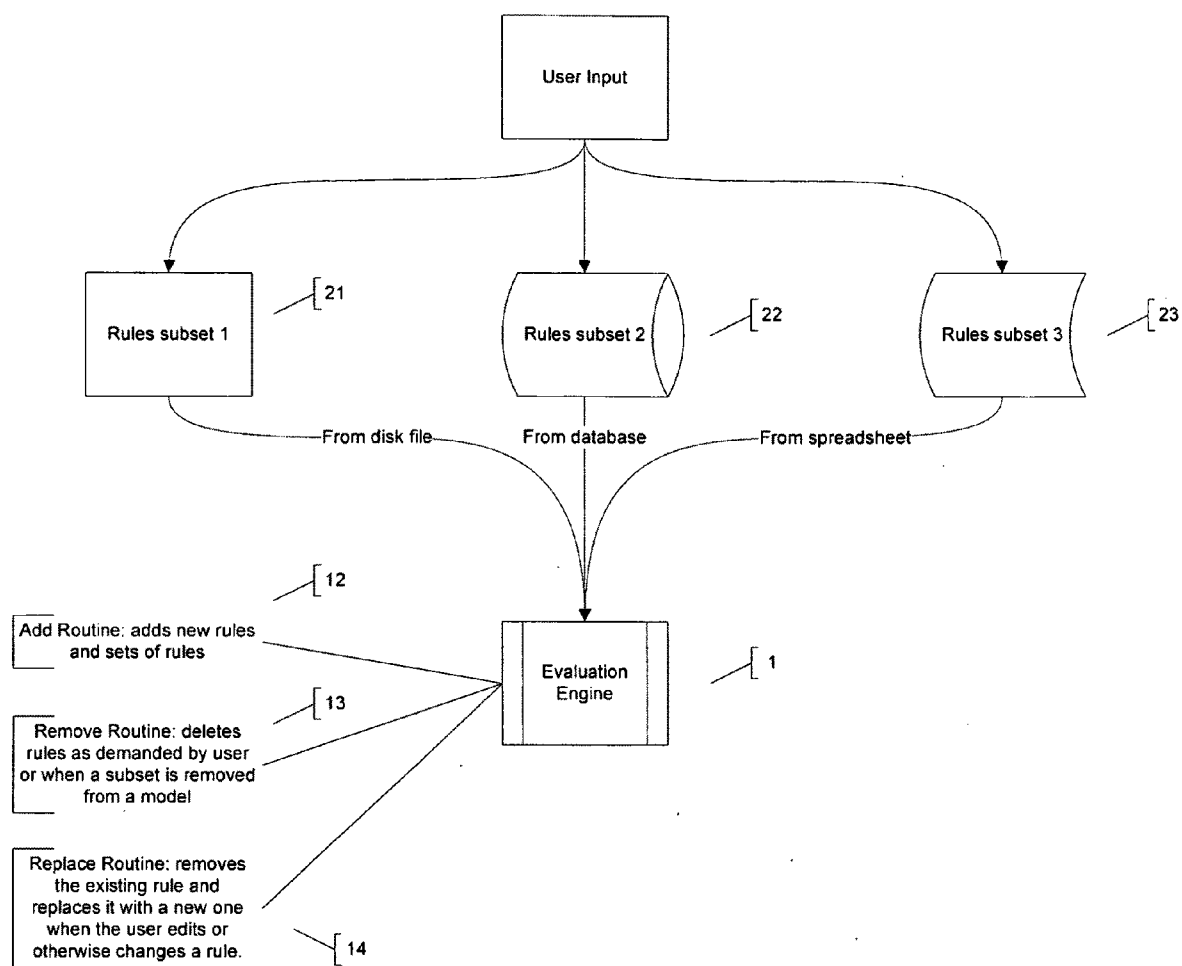 User Input
21
22
23
Rules subset 1
Rules subset 2
Rules subset 3
From disk file
From database
From spreadsheet
12
Add Routine: adds new rules
and sets of rules
Evaluation
Engine
1
13
Remove Routine: deletes
rules as demanded by user
or when a subset is removed
from a model
Replace Routine: removes
the existing rule and
replaces it with a new one
when the user edits or
otherwise changes a rule.
14